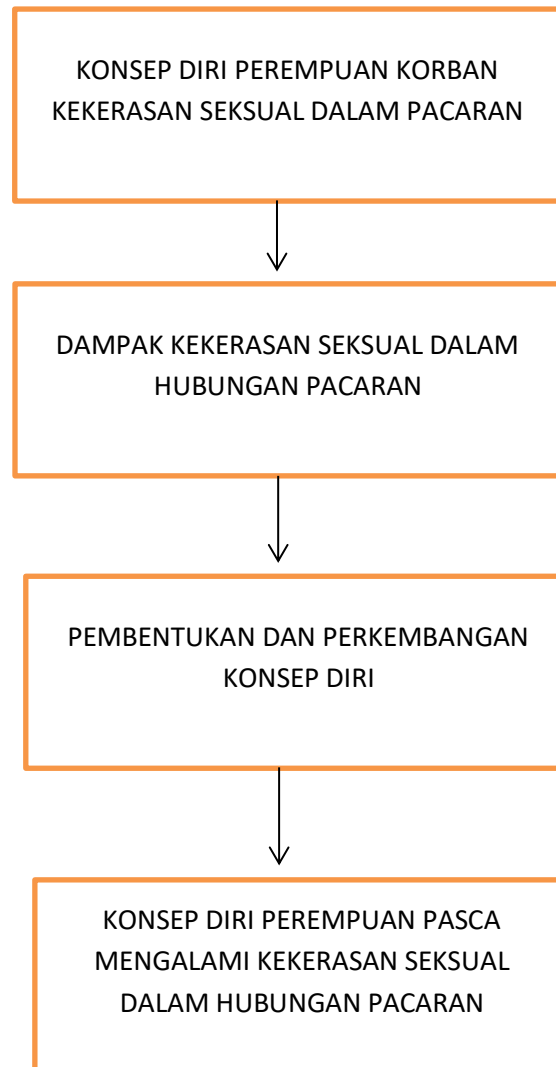 KONSEP DIRI PEREMPUAN KORBAN
KEKERASAN SEKSUAL DALAM PACARAN
DAMPAK KEKERASAN SEKSUAL DALAM
HUBUNGAN PACARAN
PEMBENTUKAN DAN PERKEMBANGAN
KONSEP DIRI
KONSEP DIRI PEREMPUAN PASCA
MENGALAMI KEKERASAN SEKSUAL
DALAM HUBUNGAN PACARAN